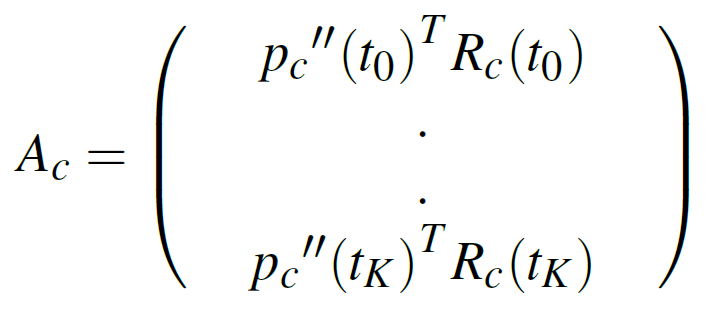 p_c''(t_0)^T R_c(t_0)
.
A_c =
.
p_c''(t_K)^T R_c(t_K)